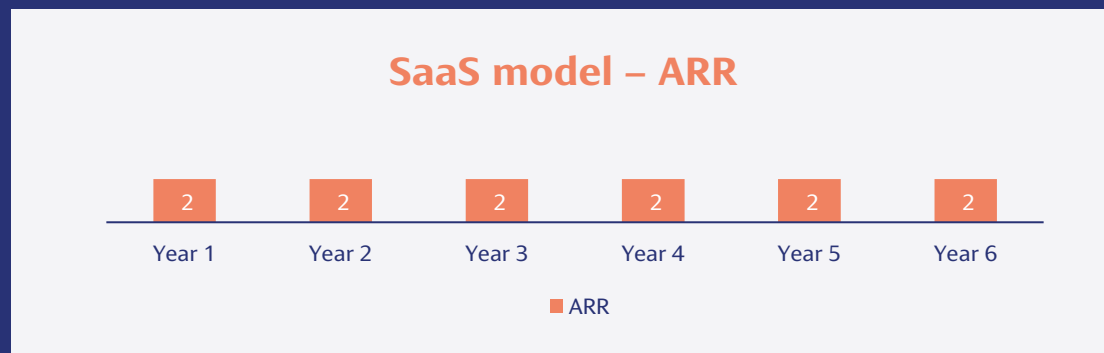 SaaS model – ARR
2 2 2 2 2 2
Year 1 Year 2 Year 3 Year 4 Year 5 Year 6
ARR